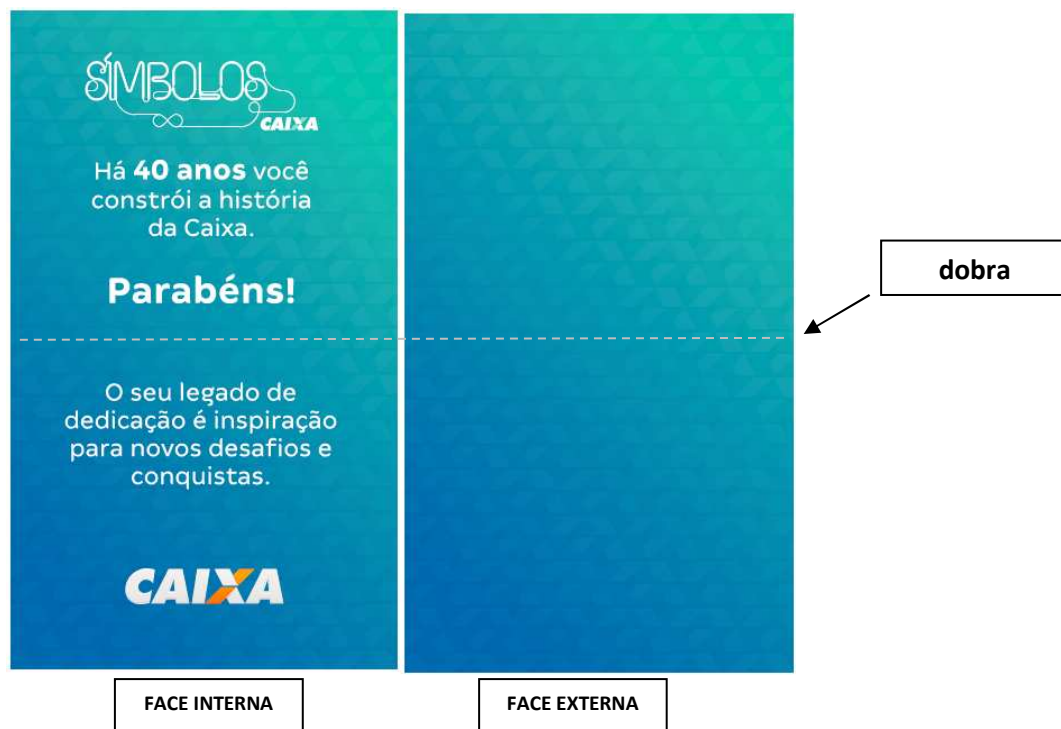 SÍMBOLOS
CAIXA
Há 40 anos você
constrói a história
da Caixa.
Parabéns!
O seu legado de
dedicação é inspiração
para novos desafios e
conquistas.
CAIXA
dobra
FACE INTERNA
FACE EXTERNA